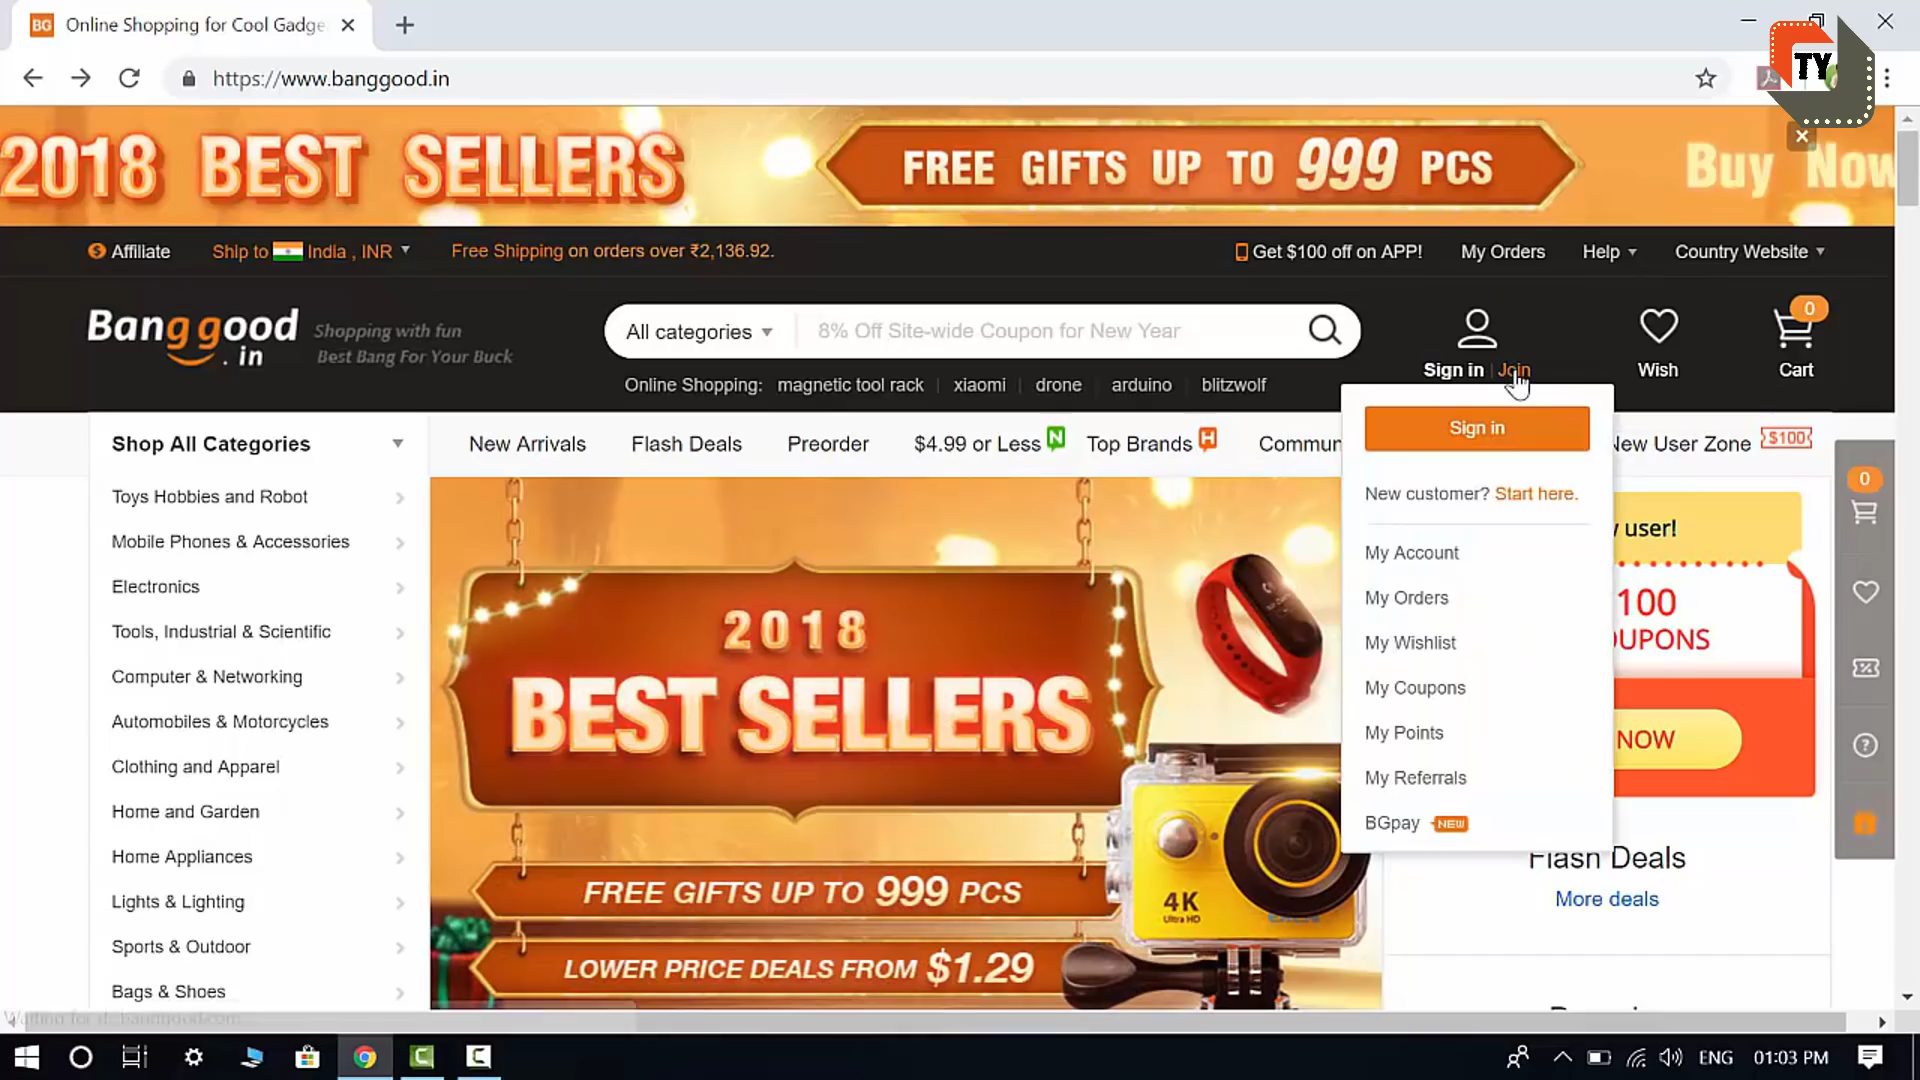 BG Online Shopping for Cool Gadge
https://www.banggood.in
TY
2018 BEST SELLERS FREE GIFTS UP TO 999 PCS Buy Now
Affiliate Ship to India , INR Free Shipping on orders over ₹2,136.92. Get $100 off on APP! My Orders Help Country Website
Banggood.in Shopping with fun
Best Bang For Your Buck
All categories 8% Off Site-wide Coupon for New Year
0
Online Shopping: magnetic tool rack xiaomi drone arduino blitzwolf
Sign in | Join Wish Cart
Shop All Categories New Arrivals Flash Deals Preorder $4.99 or Less N Top Brands H Commun New User Zone $100
Sign in
New customer? Start here.
My Account
My Orders
My Wishlist
My Coupons
My Points
My Referrals
BGpay NEW
Toys Hobbies and Robot
Mobile Phones & Accessories
Electronics
Tools, Industrial & Scientific
Computer & Networking
Automobiles & Motorcycles
Clothing and Apparel
Home and Garden
Home Appliances
Lights & Lighting
Sports & Outdoor
Bags & Shoes
2018
BEST SELLERS
FREE GIFTS UP TO 999 PCS
LOWER PRICE DEALS FROM $1.29
4K
Ultra HD
user!
100
OUPONS
NOW
0
Flash Deals
More deals
ENG 01:03 PM